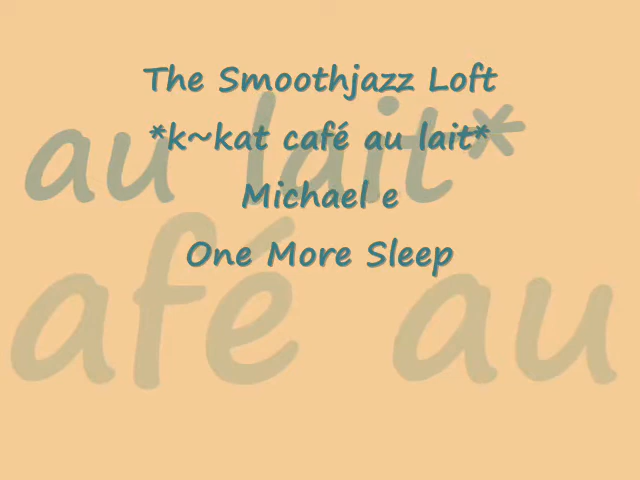 The Smoothjazz Loft
*k~kat café au lait*
Michael e
One More Sleep
au lait*
afé au